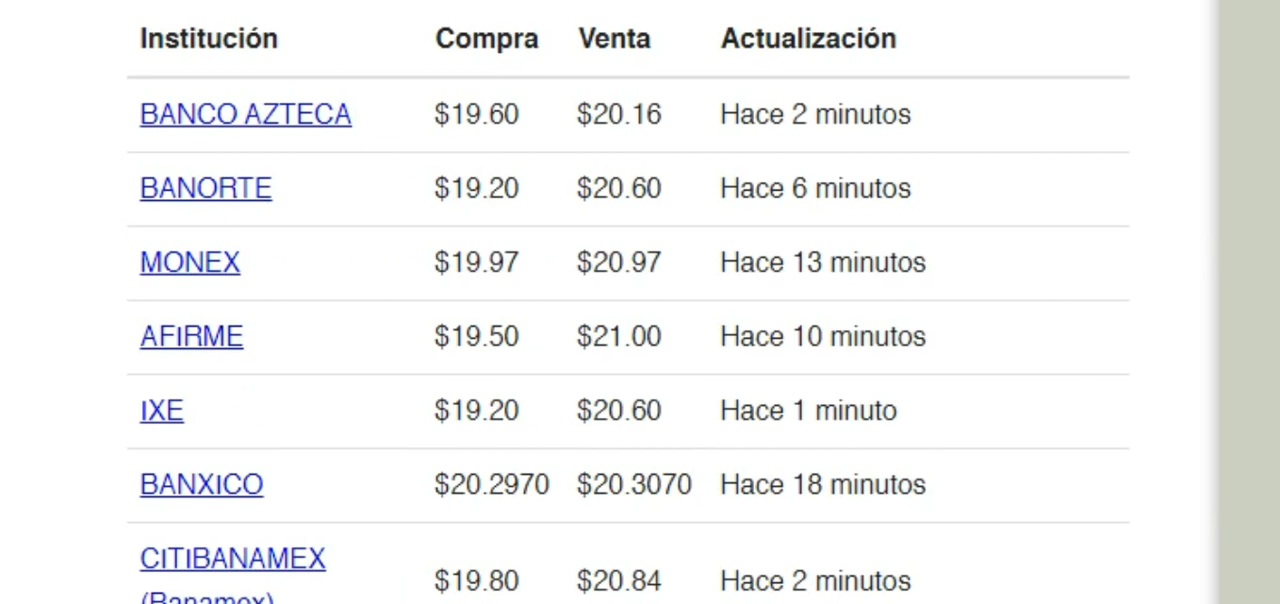 Institución Compra Venta Actualización
BANCO AZTECA $19.60 $20.16 Hace 2 minutos
BANORTE $19.20 $20.60 Hace 6 minutos
MONEX $19.97 $20.97 Hace 13 minutos
AFIRME $19.50 $21.00 Hace 10 minutos
IXE $19.20 $20.60 Hace 1 minuto
BANXICO $20.2970 $20.3070 Hace 18 minutos
CITIBANAMEX
$19.80 $20.84 Hace 2 minutos
(Banamex)